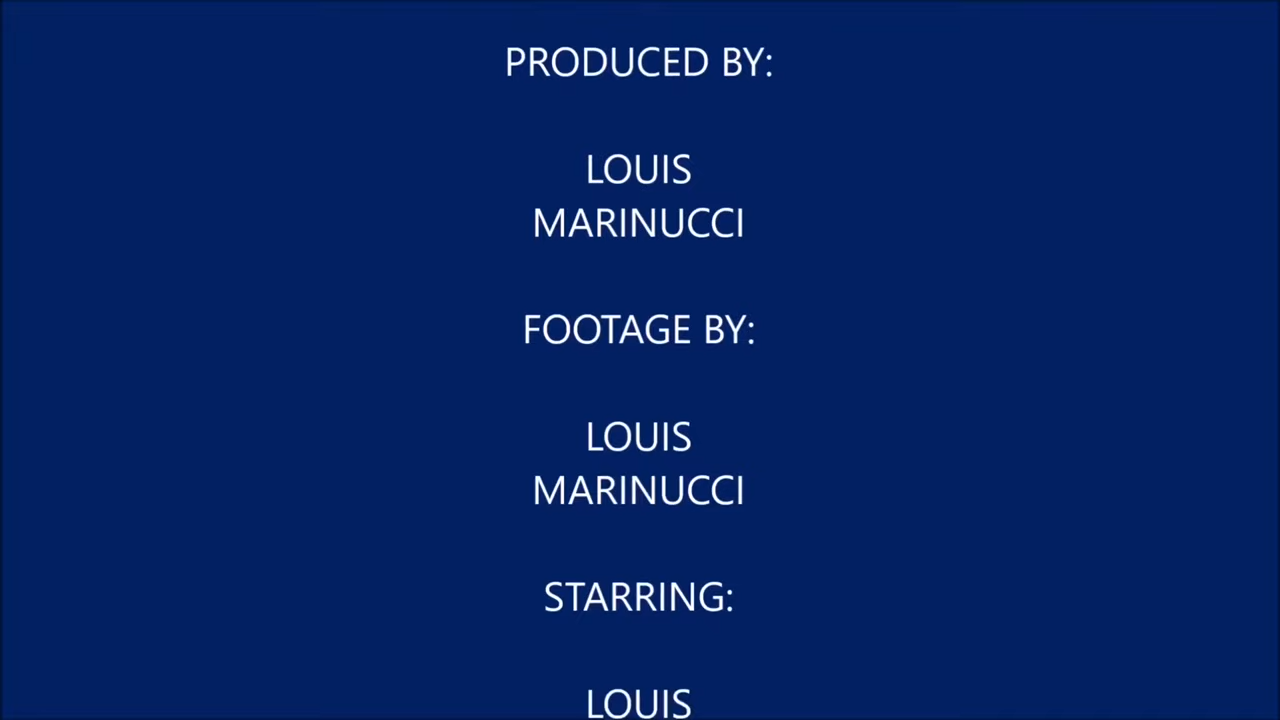 PRODUCED BY:
LOUIS
MARINUCCI
FOOTAGE BY:
LOUIS
MARINUCCI
STARRING:
LOUIS